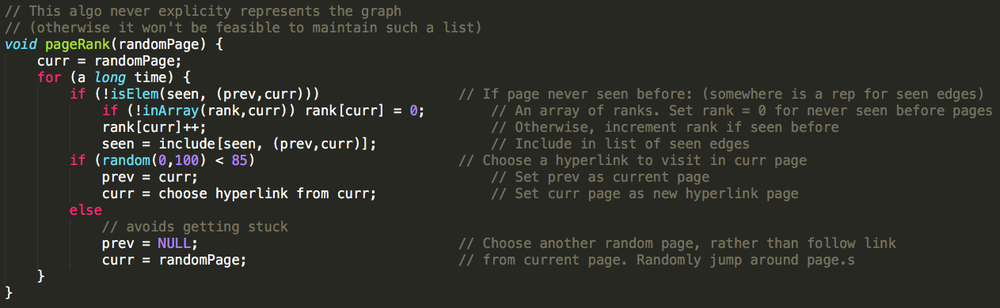 // This algo never explicity represents the graph
// (otherwise it won't be feasible to maintain such a list)
void pageRank(randomPage) {
    curr = randomPage;
    for (a long time) {
        if (!isElem(seen, (prev,curr)))                 // If page never seen before: (somewhere is a rep for seen edges)
            if (!inArray(rank,curr)) rank[curr] = 0;        // An array of ranks. Set rank = 0 for never seen before pages
            rank[curr]++;                                   // Otherwise, increment rank if seen before
            seen = include[seen, (prev,curr)];              // Include in list of seen edges
        if (random(0,100) < 85)                         // Choose a hyperlink to visit in curr page
            prev = curr;                                    // Set prev as current page
            curr = choose hyperlink from curr;              // Set curr page as new hyperlink page
        else
            // avoids getting stuck
            prev = NULL;                                // Choose another random page, rather than follow link
            curr = randomPage;                          // from current page. Randomly jump around page.s
    }
}